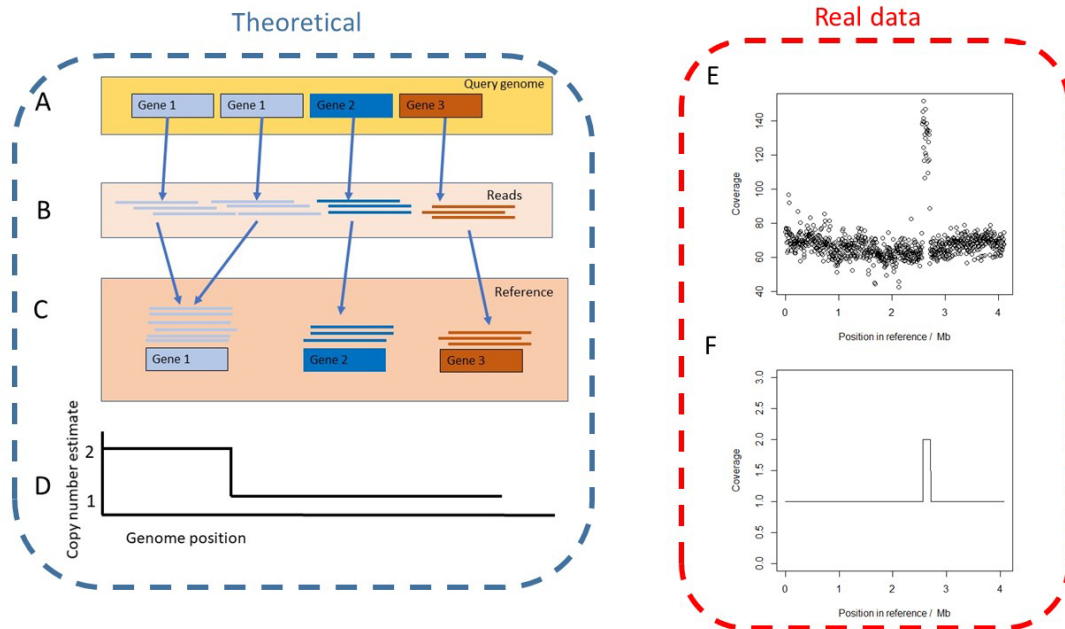 Theoretical
A
Query genome
Gene 1
Gene 1
Gene 2
Gene 3
B
Reads
C
Reference
Gene 1
Gene 2
Gene 3
D
Copy number estimate
2
1
Genome position
Real data
E
Coverage
140
120
100
80
60
40
0 1 2 3 4
Position in reference / Mb
F
Coverage
3.0
2.5
2.0
1.5
1.0
0.5
0.0
0 1 2 3 4
Position in reference / Mb